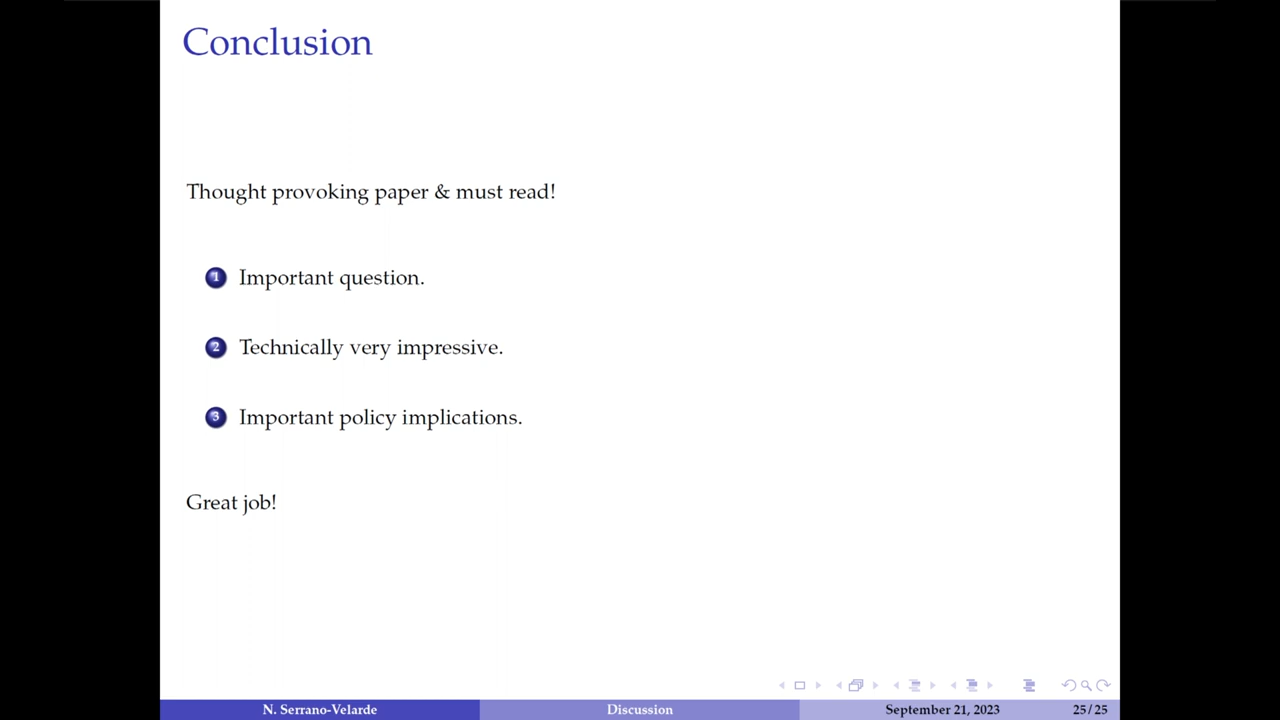 Conclusion
Thought provoking paper & must read!
1 Important question.
2 Technically very impressive.
3 Important policy implications.
Great job!
N. Serrano-Velarde Discussion September 21, 2023 25/25